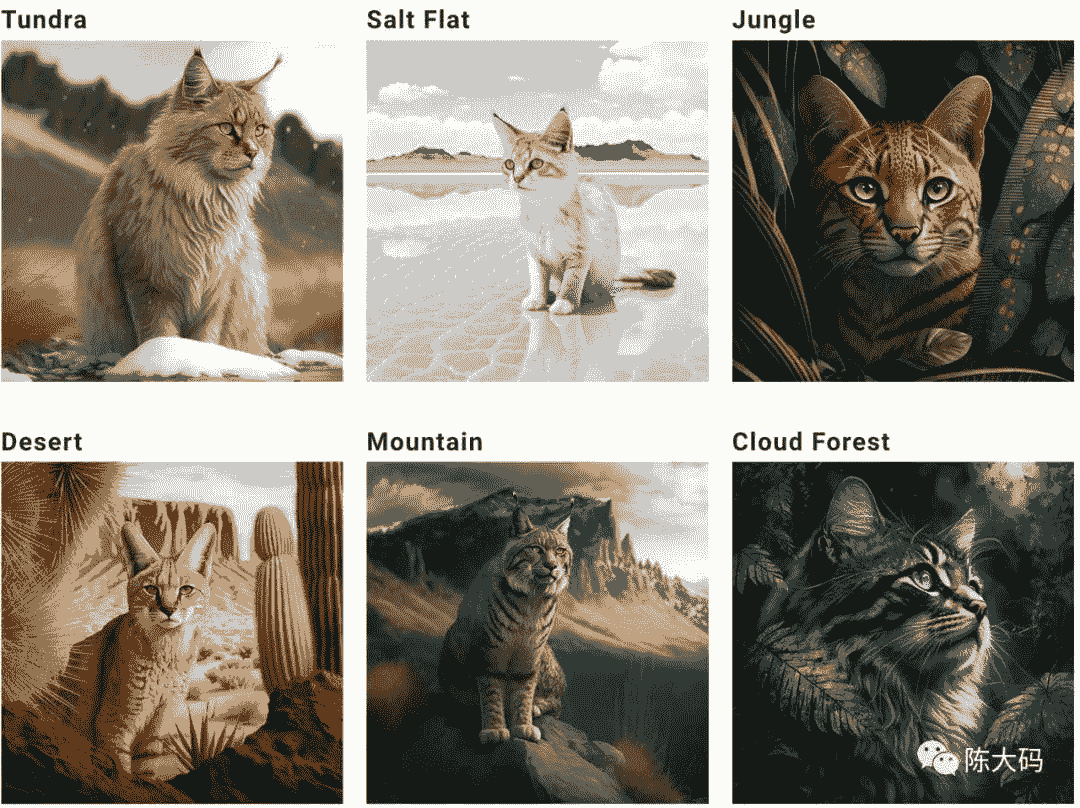 Tundra
Salt Flat
Jungle
Desert
Mountain
Cloud Forest
陈大码